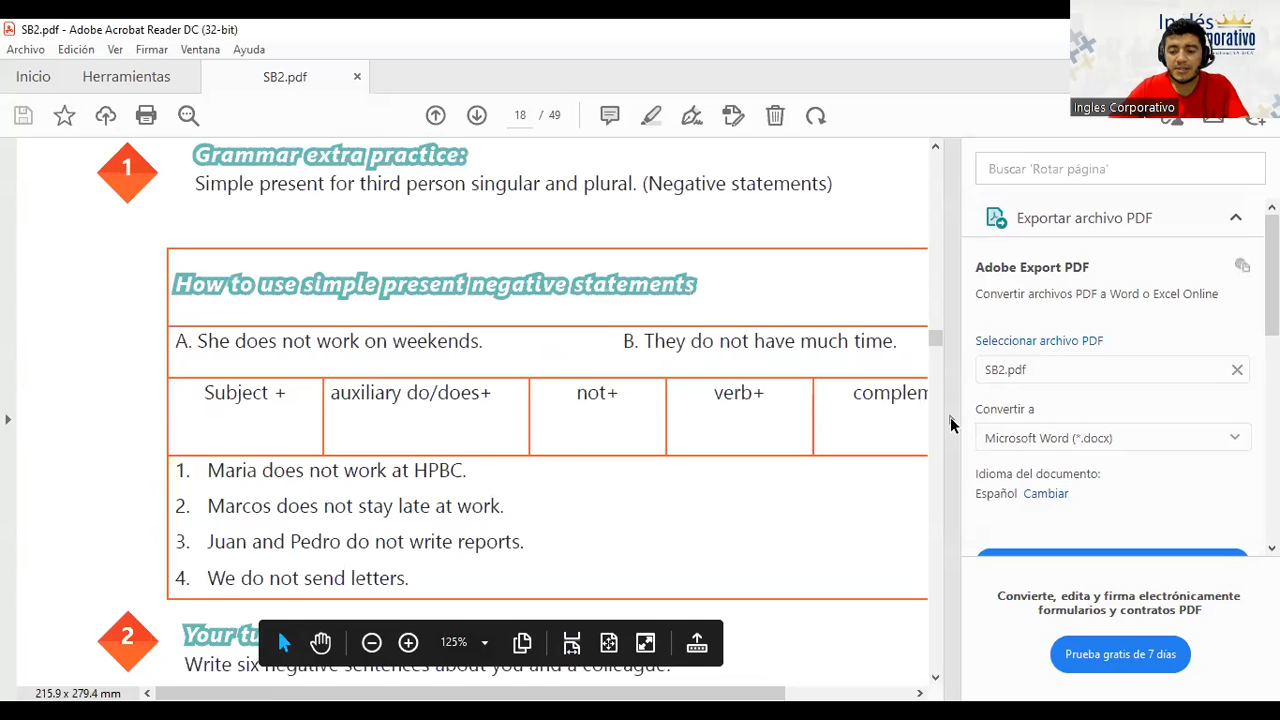 SB2.pdf - Adobe Acrobat Reader DC (32-bit)
Archivo Edición Ver Firmar Ventana Ayuda
Inicio Herramientas SB2.pdf
18 / 49
Inglés
Ingles Corporativo
1
Grammar extra practice:
Simple present for third person singular and plural. (Negative statements)
How to use simple present negative statements
A. She does not work on weekends. B. They do not have much time.
Subject + auxiliary do/does+ not+ verb+ complem
1. Maria does not work at HPBC.
2. Marcos does not stay late at work.
3. Juan and Pedro do not write reports.
4. We do not send letters.
2
Your tu
Write six negative sentences about you and a colleague.
125%
215.9 x 279.4 mm
Buscar 'Rotar página'
Exportar archivo PDF
Adobe Export PDF
Convertir archivos PDF a Word o Excel Online
Seleccionar archivo PDF
SB2.pdf
Convertir a
Microsoft Word (*.docx)
Idioma del documento:
Español Cambiar
Convierte, edita y firma electrónicamente
formularios y contratos PDF
Prueba gratis de 7 días